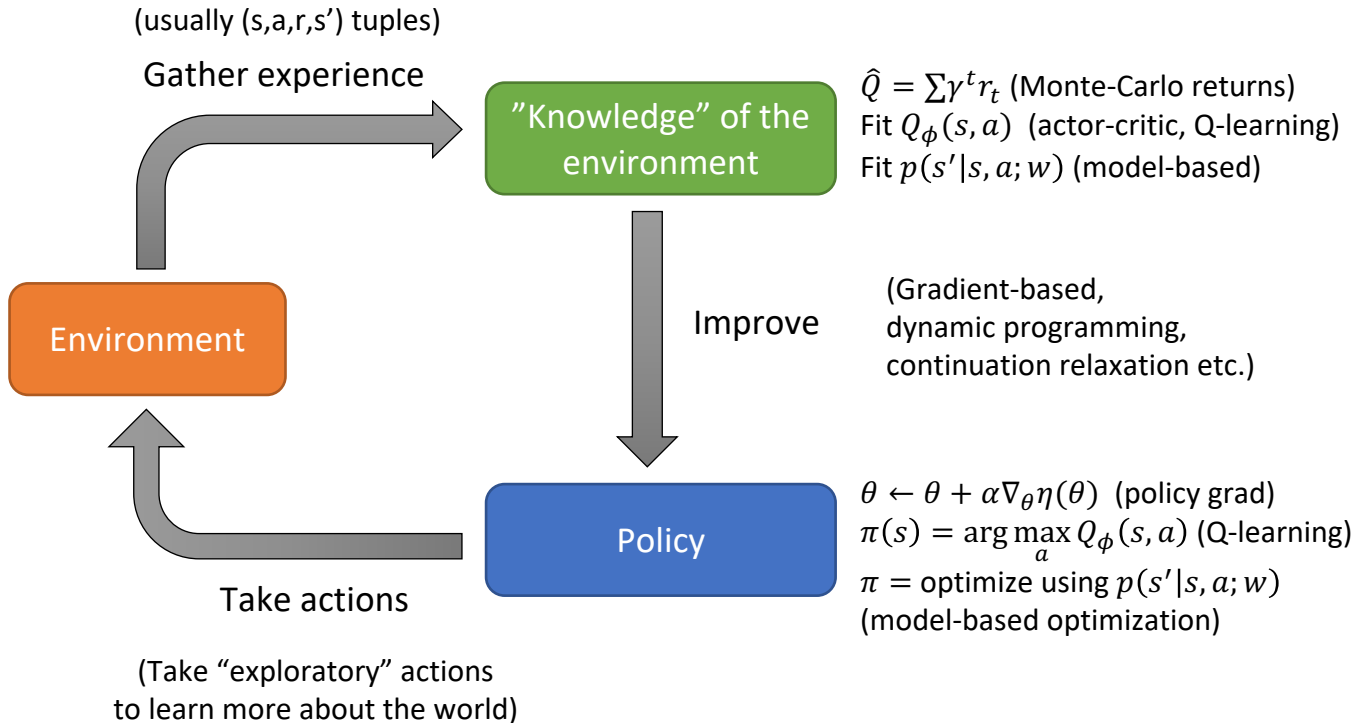 (usually (s,a,r,s’) tuples)
Gather experience
”Knowledge” of the
environment
Q̂ = ∑γᵗrₜ (Monte-Carlo returns)
Fit Q_ϕ(s, a) (actor-critic, Q-learning)
Fit p(s′|s, a; w) (model-based)
Environment
Improve
(Gradient-based,
dynamic programming,
continuation relaxation etc.)
Policy
θ ← θ + α∇_θη(θ) (policy grad)
π(s) = arg max Q_ϕ(s, a) (Q-learning)
a
π = optimize using p(s′|s, a; w)
(model-based optimization)
Take actions
(Take “exploratory” actions
to learn more about the world)